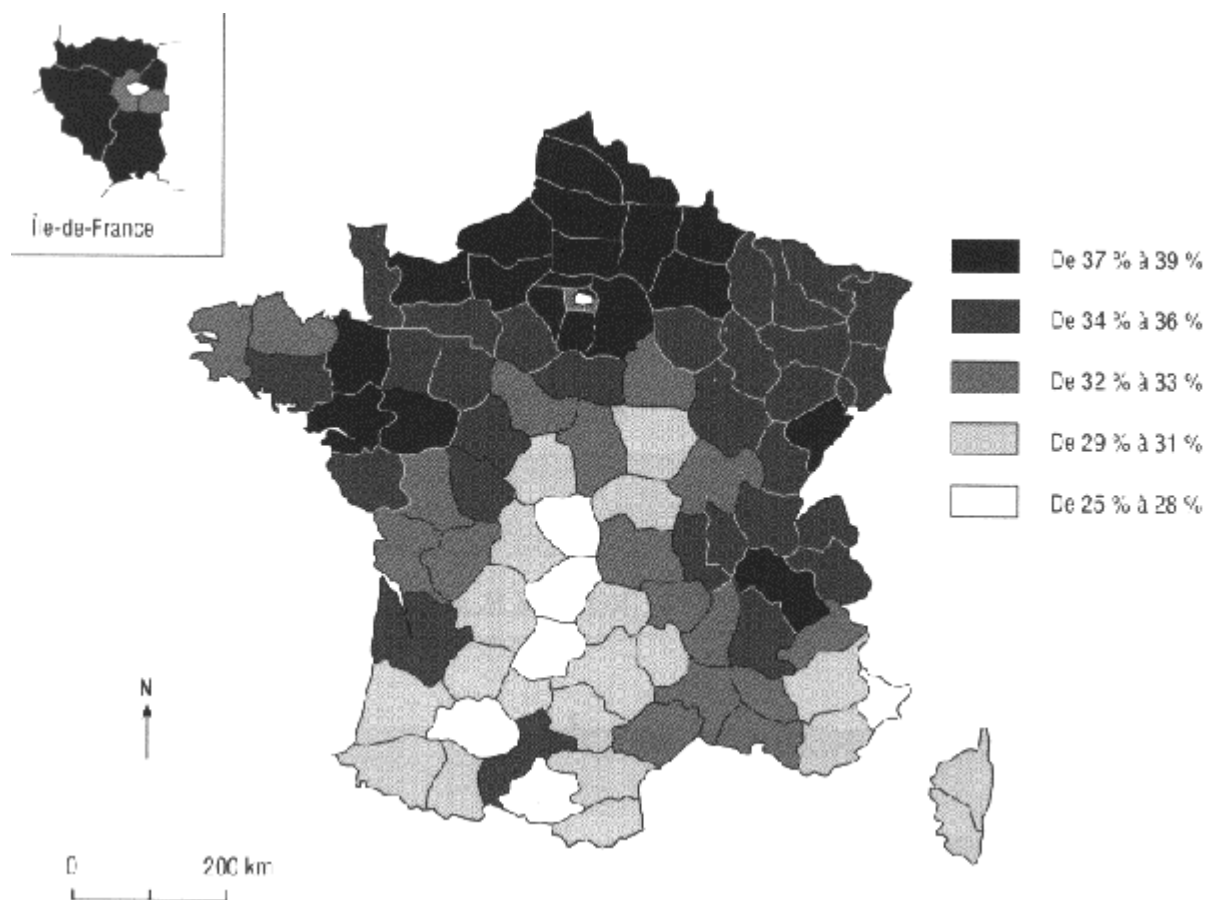 Île-de-France
De 37 % à 39 %
De 34 % à 36 %
De 32 % à 33 %
De 29 % à 31 %
De 25 % à 28 %
N
0 200 km